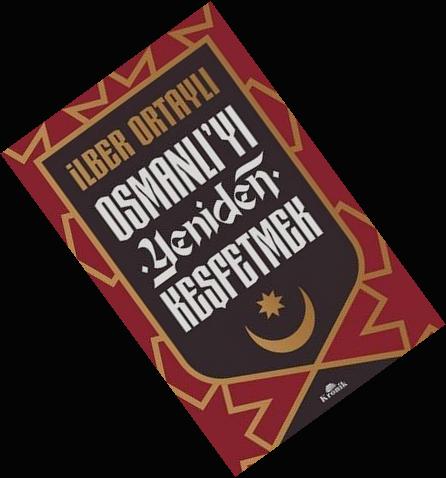 İLBER ORTAYLI
OSMANLI'YI
Yeniden
KEŞFETMEK
Kronik